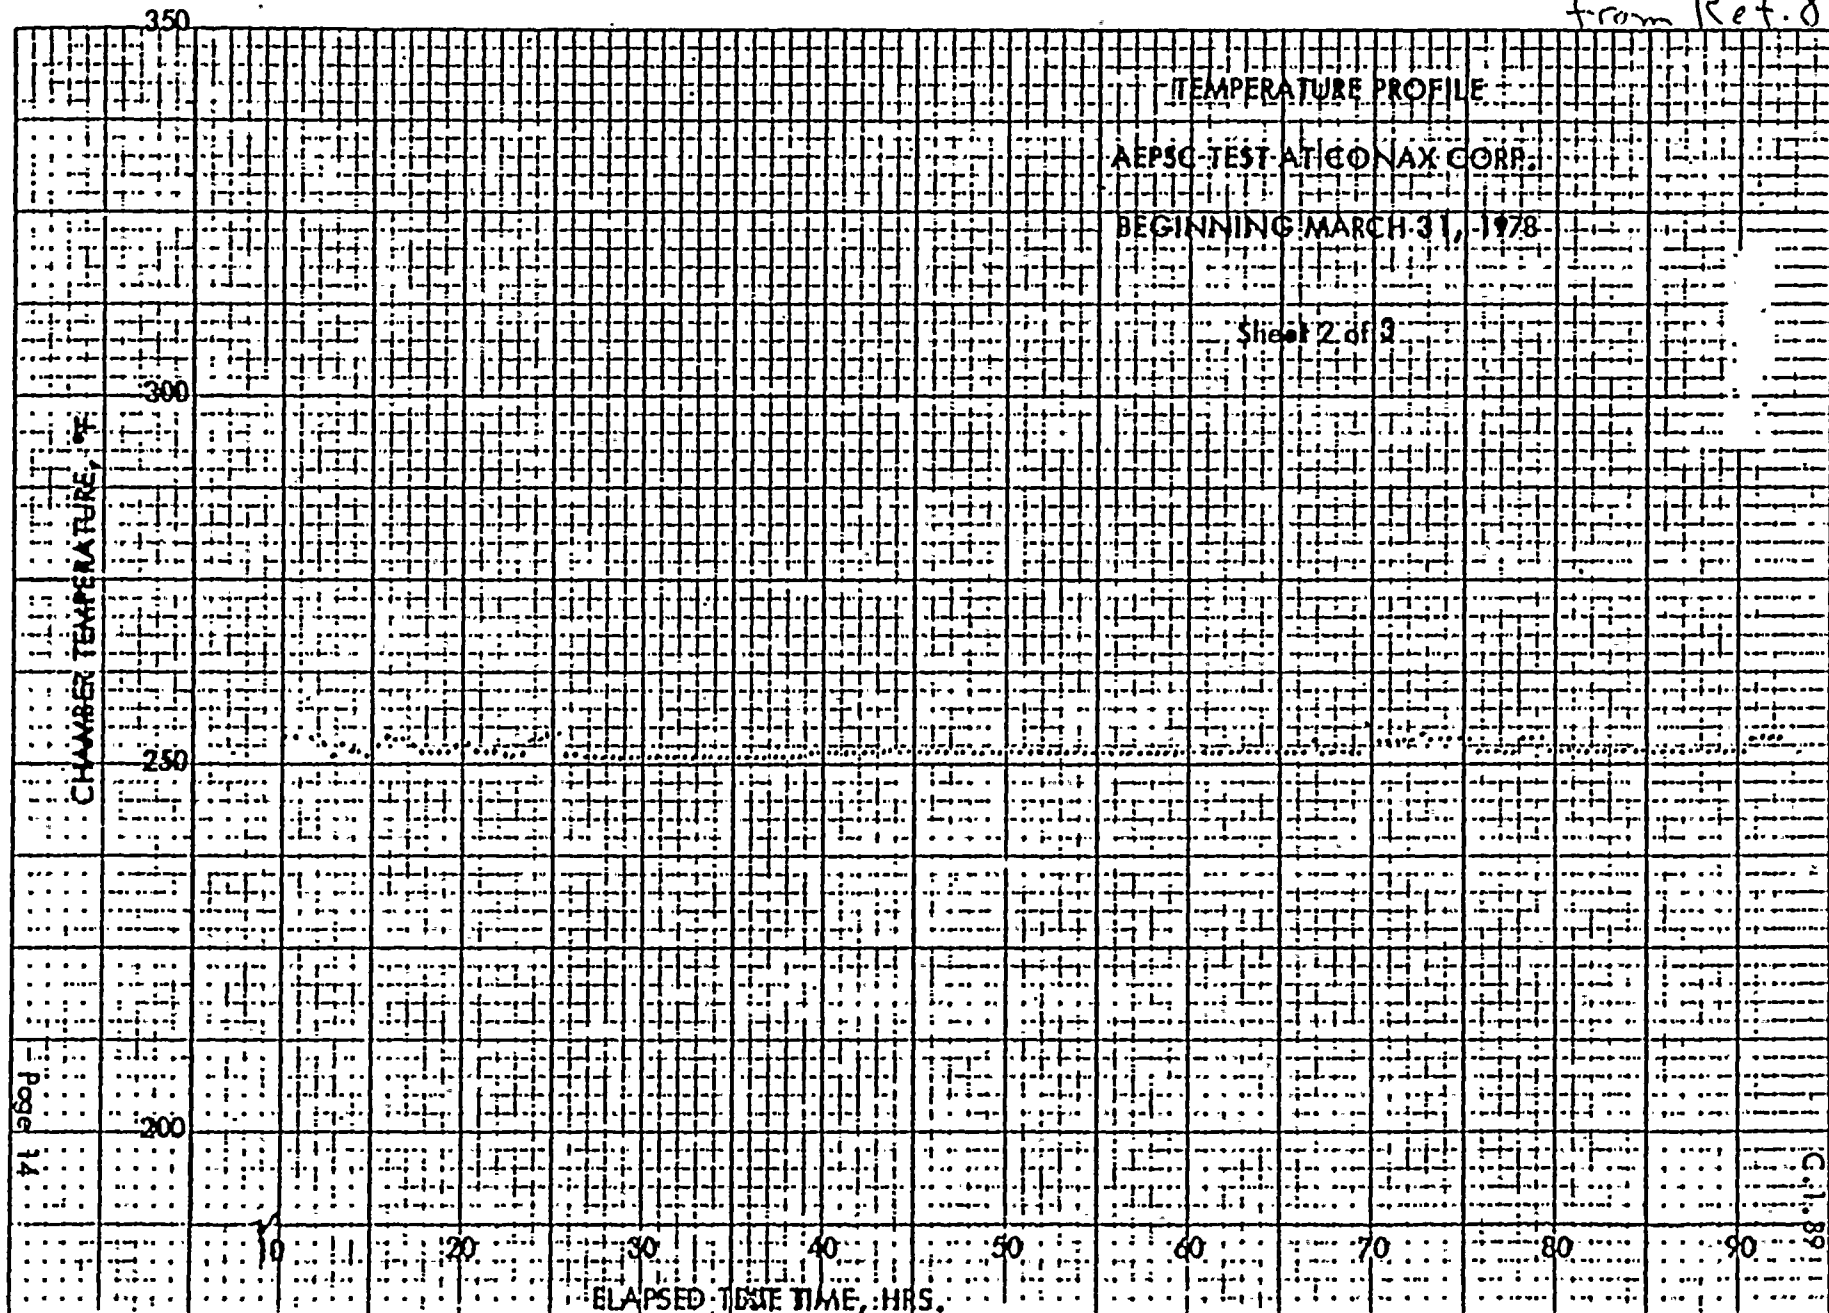 from Ref. 8
350
TEMPERATURE PROFILE
AEPSC TEST AT CONAX CORP.
BEGINNING MARCH 31, 1978
Sheet 2 of 3
300
CHAMBER TEMPERATURE, °F
250
200
Page 14
C.I. 8
10 20 30 40 50 60 70 80 90
ELAPSED TIME, HRS.